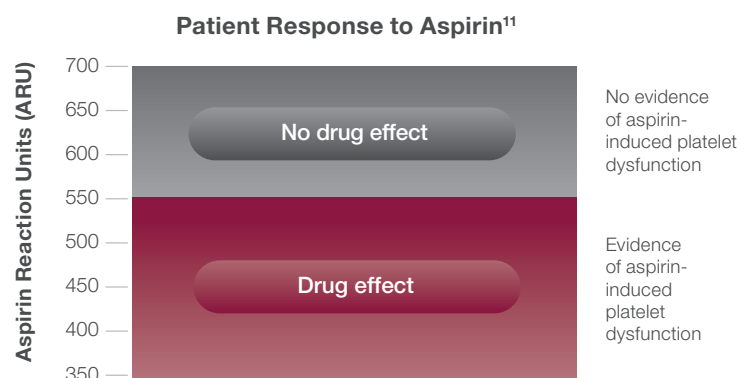 Patient Response to Aspirin¹¹
Aspirin Reaction Units (ARU)
700
650
600
550
500
450
400
350
No drug effect
Drug effect
No evidence
of aspirin-
induced platelet
dysfunction
Evidence
of aspirin-
induced
platelet
dysfunction